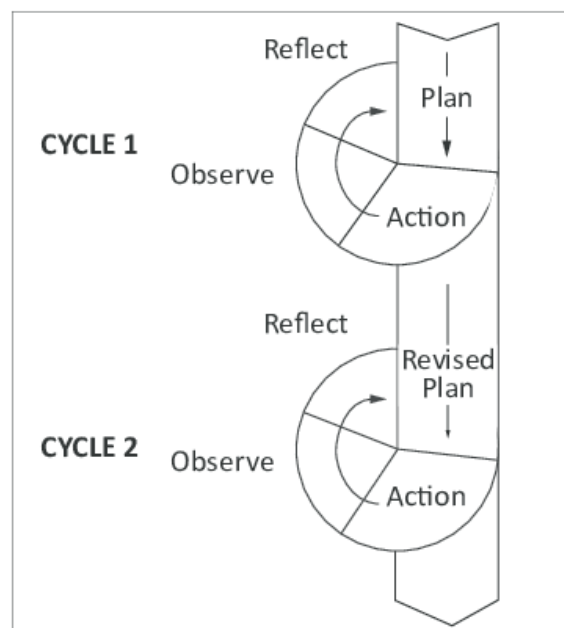 Reflect
Plan
CYCLE 1
Observe
Action
Reflect
Revised
Plan
CYCLE 2
Observe
Action